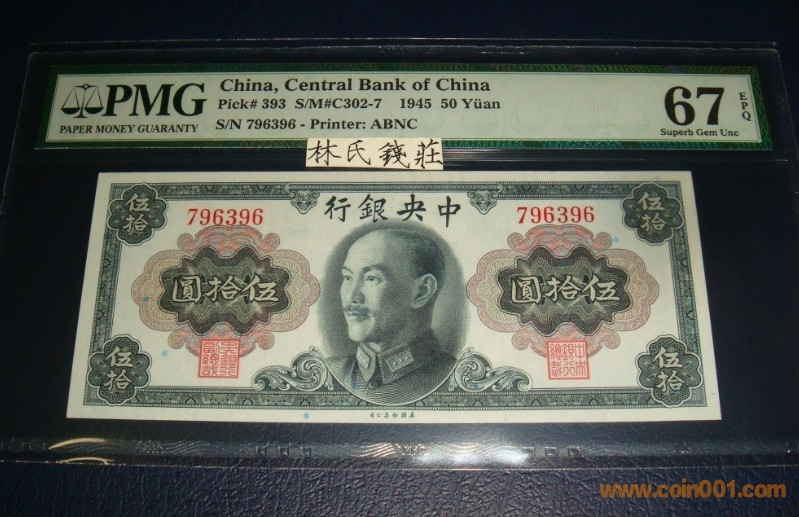 PMG
PAPER MONEY GUARANTY
China, Central Bank of China
Pick# 393 S/M#C302-7 1945 50 Yüan
S/N 796396 - Printer: ABNC
67 EPQ
Superb Gem Unc
林氏錢莊
伍拾
中央銀行
伍拾
796396
796396
伍拾圓
伍拾圓
伍拾
伍拾
www.coin001.com